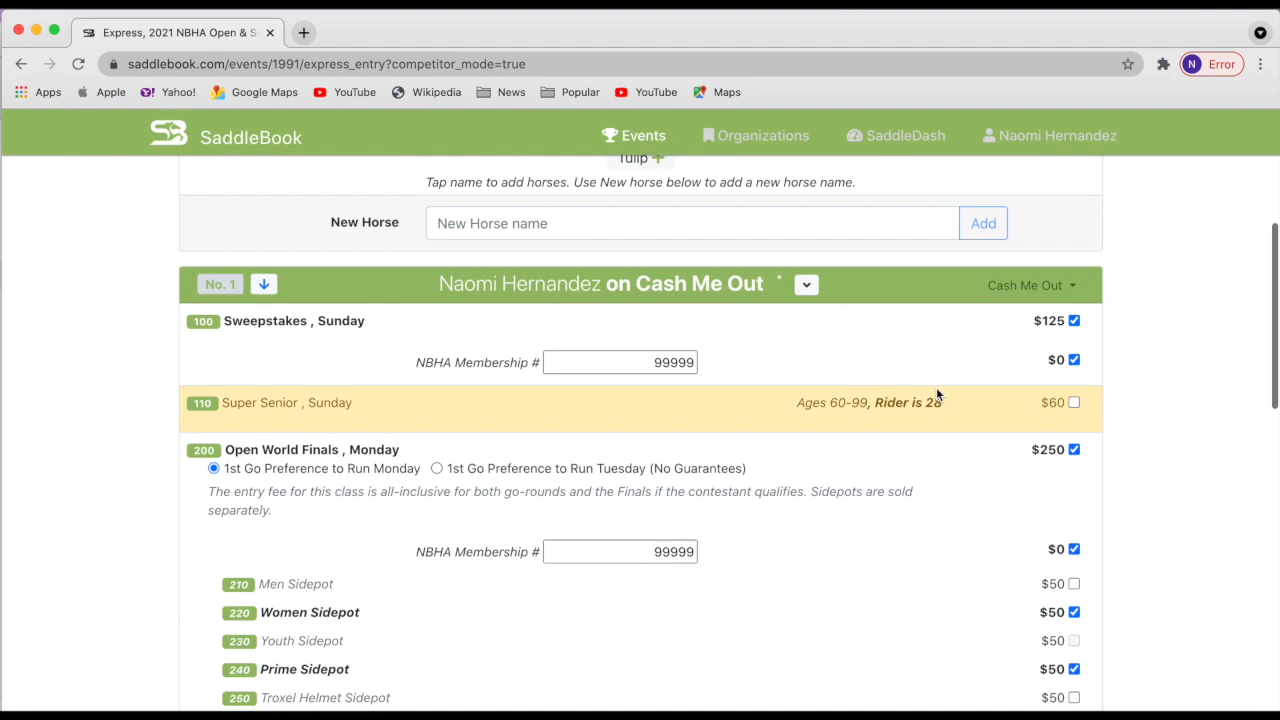 Express, 2021 NBHA Open & S
saddlebook.com/events/1991/express_entry?competitor_mode=true
N Error
Apps Apple Yahoo! Google Maps YouTube Wikipedia News Popular YouTube Maps
SaddleBook Events Organizations SaddleDash Naomi Hernandez
Tulip +
Tap name to add horses. Use New horse below to add a new horse name.
New Horse New Horse name Add
No. 1 Naomi Hernandez on Cash Me Out * Cash Me Out
100 Sweepstakes , Sunday $125
NBHA Membership # 99999 $0
110 Super Senior , Sunday Ages 60-99, Rider is 28 $60
200 Open World Finals , Monday $250
1st Go Preference to Run Monday 1st Go Preference to Run Tuesday (No Guarantees)
The entry fee for this class is all-inclusive for both go-rounds and the Finals if the contestant qualifies. Sidepots are sold
separately.
NBHA Membership # 99999 $0
210 Men Sidepot $50
220 Women Sidepot $50
230 Youth Sidepot $50
240 Prime Sidepot $50
250 Troxel Helmet Sidepot $50